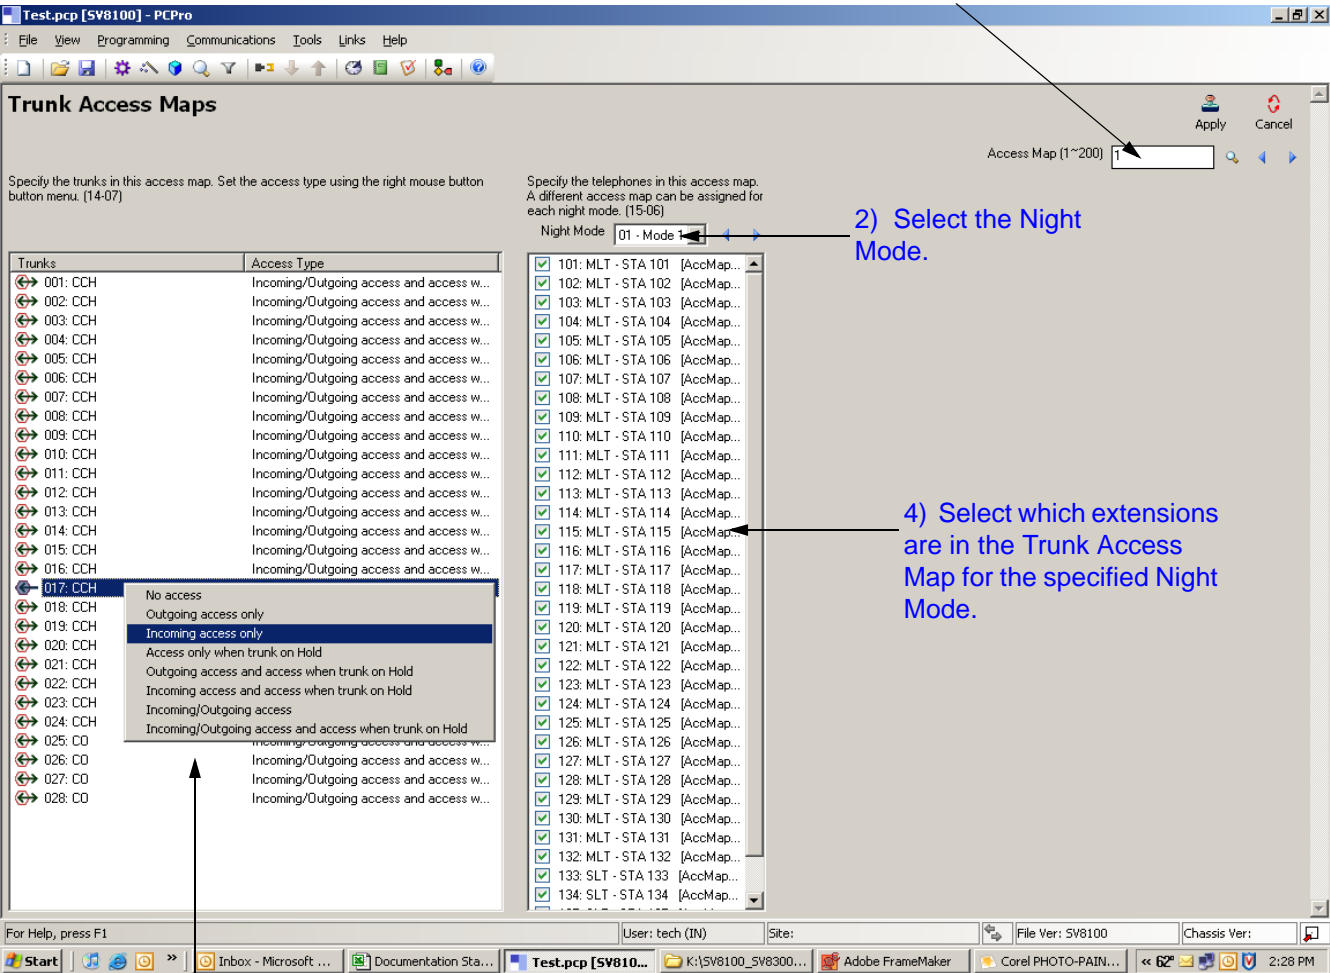 Test.pcp [SV8100] - PCPro
File View Programming Communications Tools Links Help
Trunk Access Maps
Apply Cancel
Access Map (1~200) 1
Specify the trunks in this access map. Set the access type using the right mouse button
button menu. (14-07)
Specify the telephones in this access map.
A different access map can be assigned for
each night mode. (15-06)
Night Mode 01 - Mode 1
2) Select the Night
Mode.
Trunks Access Type
001: CCH Incoming/Outgoing access and access w...
002: CCH Incoming/Outgoing access and access w...
003: CCH Incoming/Outgoing access and access w...
004: CCH Incoming/Outgoing access and access w...
005: CCH Incoming/Outgoing access and access w...
006: CCH Incoming/Outgoing access and access w...
007: CCH Incoming/Outgoing access and access w...
008: CCH Incoming/Outgoing access and access w...
009: CCH Incoming/Outgoing access and access w...
010: CCH Incoming/Outgoing access and access w...
011: CCH Incoming/Outgoing access and access w...
012: CCH Incoming/Outgoing access and access w...
013: CCH Incoming/Outgoing access and access w...
014: CCH Incoming/Outgoing access and access w...
015: CCH Incoming/Outgoing access and access w...
016: CCH Incoming/Outgoing access and access w...
017: CCH
018: CCH
019: CCH
020: CCH
021: CCH
022: CCH
023: CCH
024: CCH
025: CO Incoming/Outgoing access and access w...
026: CO Incoming/Outgoing access and access w...
027: CO Incoming/Outgoing access and access w...
028: CO Incoming/Outgoing access and access w...
No access
Outgoing access only
Incoming access only
Access only when trunk on Hold
Outgoing access and access when trunk on Hold
Incoming access and access when trunk on Hold
Incoming/Outgoing access
Incoming/Outgoing access and access when trunk on Hold
101: MLT - STA 101 [AccMap...
102: MLT - STA 102 [AccMap...
103: MLT - STA 103 [AccMap...
104: MLT - STA 104 [AccMap...
105: MLT - STA 105 [AccMap...
106: MLT - STA 106 [AccMap...
107: MLT - STA 107 [AccMap...
108: MLT - STA 108 [AccMap...
109: MLT - STA 109 [AccMap...
110: MLT - STA 110 [AccMap...
111: MLT - STA 111 [AccMap...
112: MLT - STA 112 [AccMap...
113: MLT - STA 113 [AccMap...
114: MLT - STA 114 [AccMap...
115: MLT - STA 115 [AccMap...
116: MLT - STA 116 [AccMap...
117: MLT - STA 117 [AccMap...
118: MLT - STA 118 [AccMap...
119: MLT - STA 119 [AccMap...
120: MLT - STA 120 [AccMap...
121: MLT - STA 121 [AccMap...
122: MLT - STA 122 [AccMap...
123: MLT - STA 123 [AccMap...
124: MLT - STA 124 [AccMap...
125: MLT - STA 125 [AccMap...
126: MLT - STA 126 [AccMap...
127: MLT - STA 127 [AccMap...
128: MLT - STA 128 [AccMap...
129: MLT - STA 129 [AccMap...
130: MLT - STA 130 [AccMap...
131: MLT - STA 131 [AccMap...
132: MLT - STA 132 [AccMap...
133: SLT - STA 133 [AccMap...
134: SLT - STA 134 [AccMap...
4) Select which extensions
are in the Trunk Access
Map for the specified Night
Mode.
For Help, press F1 User: tech (IN) Site: File Ver: SV8100 Chassis Ver:
Start Inbox - Microsoft ... Documentation Sta... Test.pcp [SV810... K:\SV8100_SV8300... Adobe FrameMaker Corel PHOTO-PAIN... 62° 2:28 PM